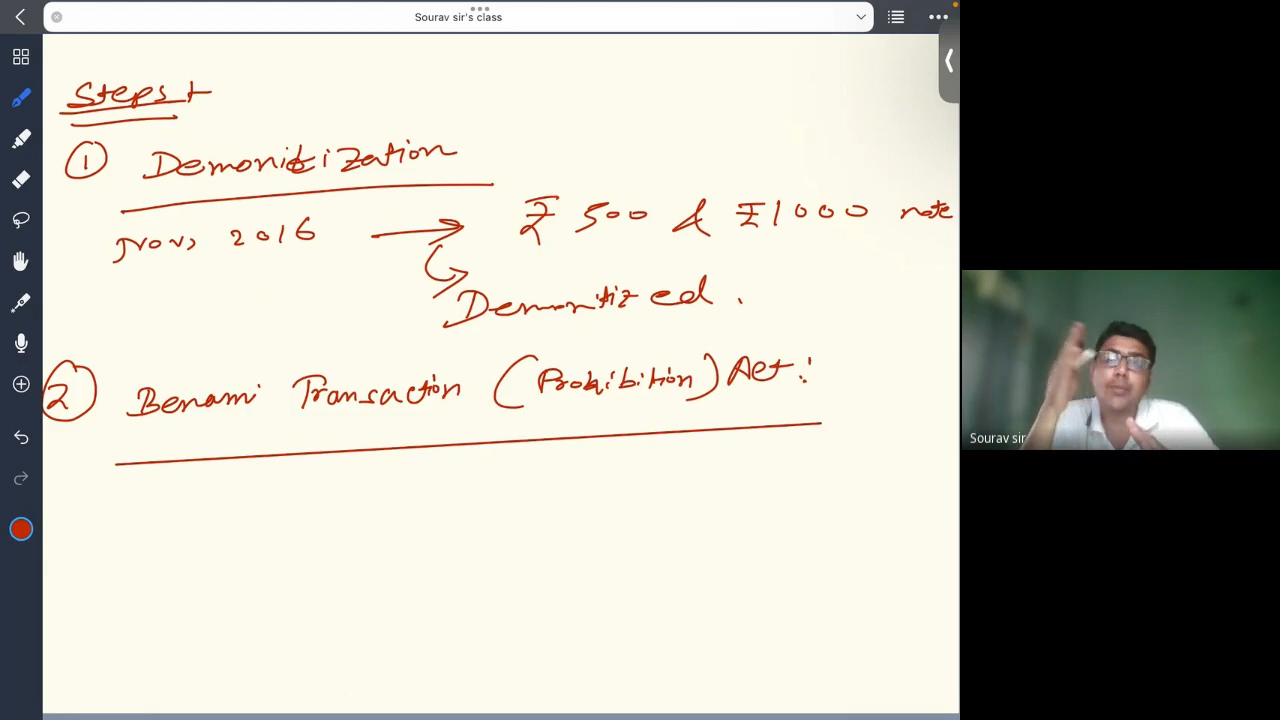 Sourav sir's class
Steps
① Demonitization
Nov, 2016 → ₹ 500 & ₹1000 note
Demonitized.
② Benami Transaction (Prohibition) Act:
Sourav sir